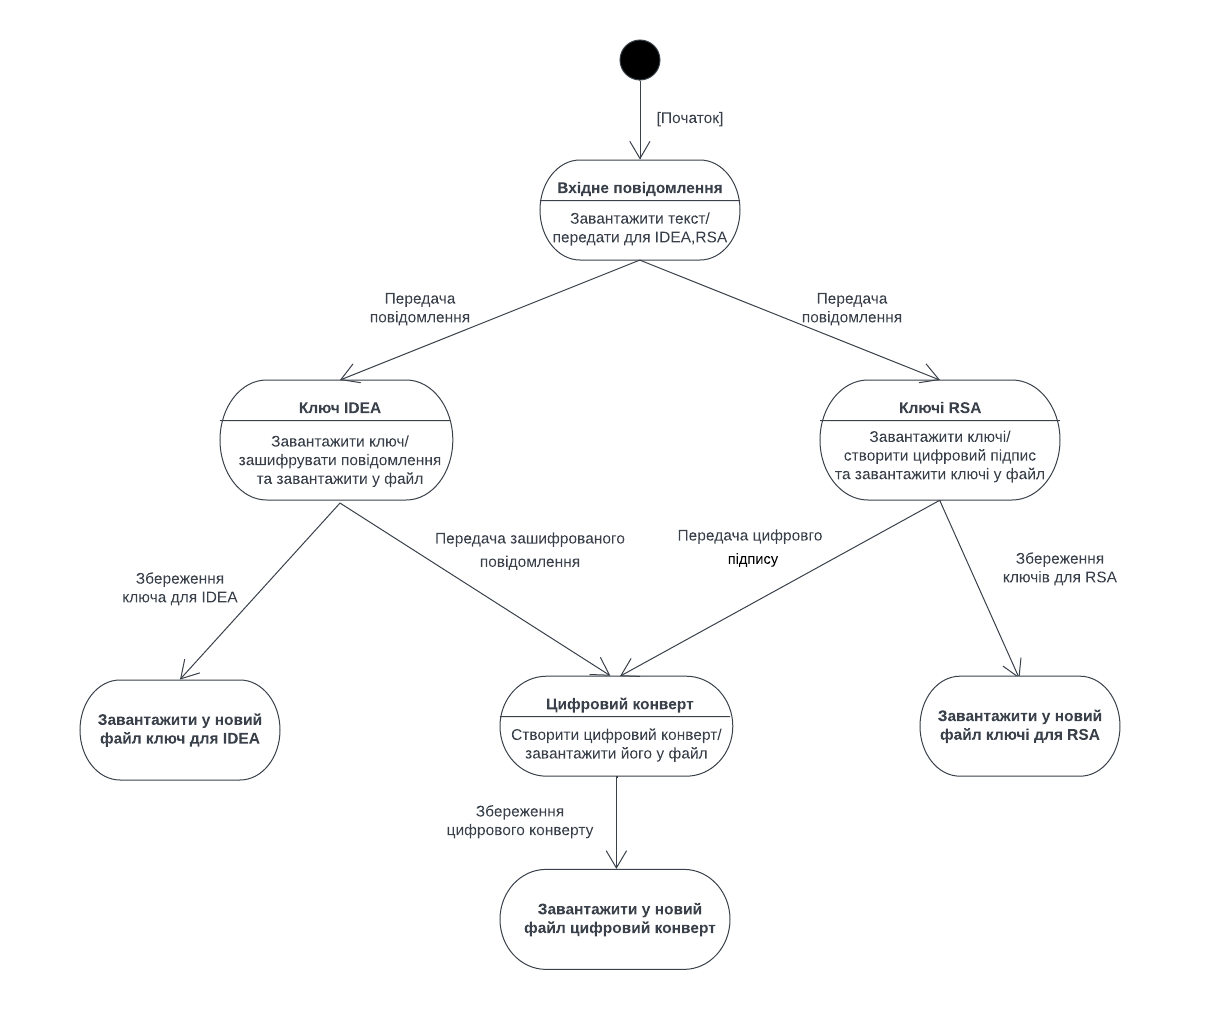 [Початок]
Вхідне повідомлення
Завантажити текст/
передати для IDEA,RSA
Передача
повідомлення
Передача
повідомлення
Ключ IDEA
Завантажити ключ/
зашифрувати повідомлення
та завантажити у файл
Ключі RSA
Завантажити ключі/
створити цифровий підпис
та завантажити ключі у файл
Передача зашифрованого
повідомлення
Передача цифровго
підпису
Збереження
ключа для IDEA
Збереження
ключів для RSA
Завантажити у новий
файл ключ для IDEA
Цифровий конверт
Створити цифровий конверт/
завантажити його у файл
Завантажити у новий
файл ключі для RSA
Збереження
цифрового конверту
Завантажити у новий
файл цифровий конверт